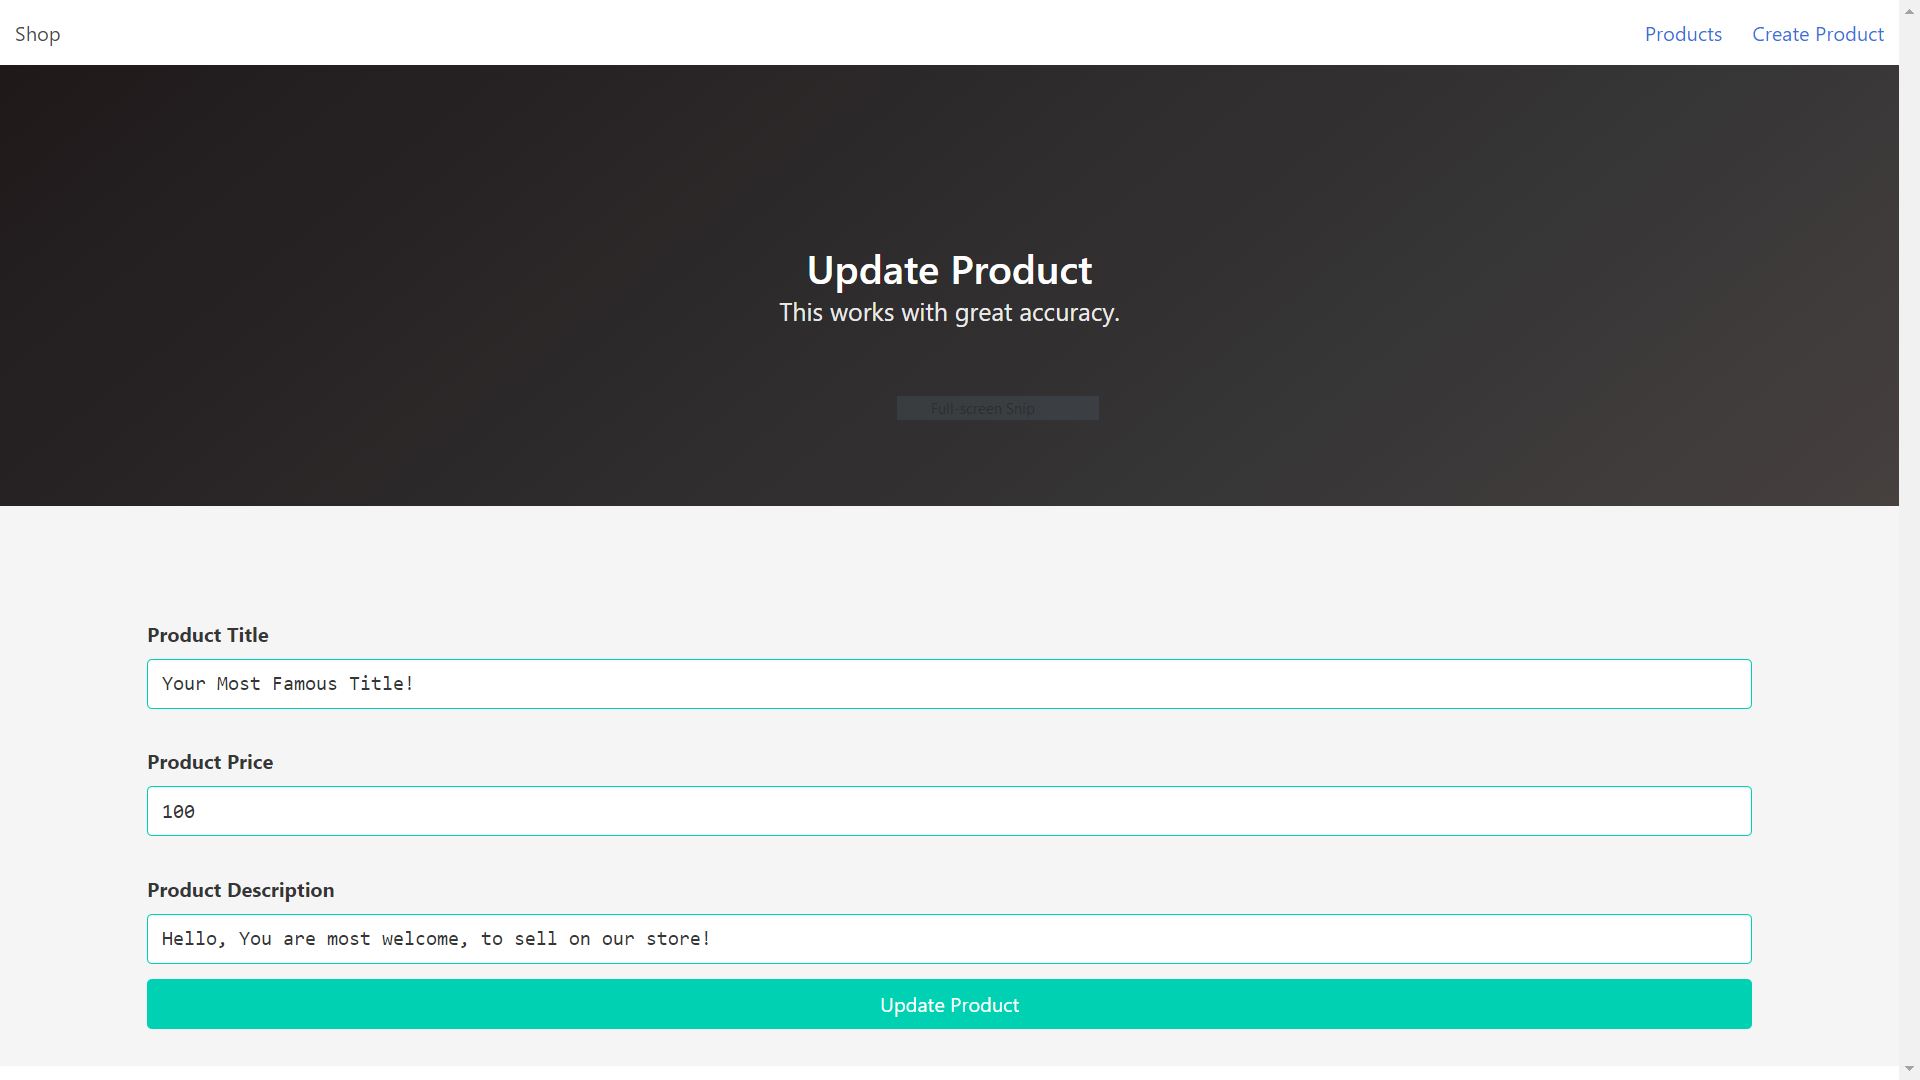 Shop
Products
Create Product
Update Product
This works with great accuracy.
Full-screen Snip
Product Title
Your Most Famous Title!
Product Price
100
Product Description
Hello, You are most welcome, to sell on our store!
Update Product